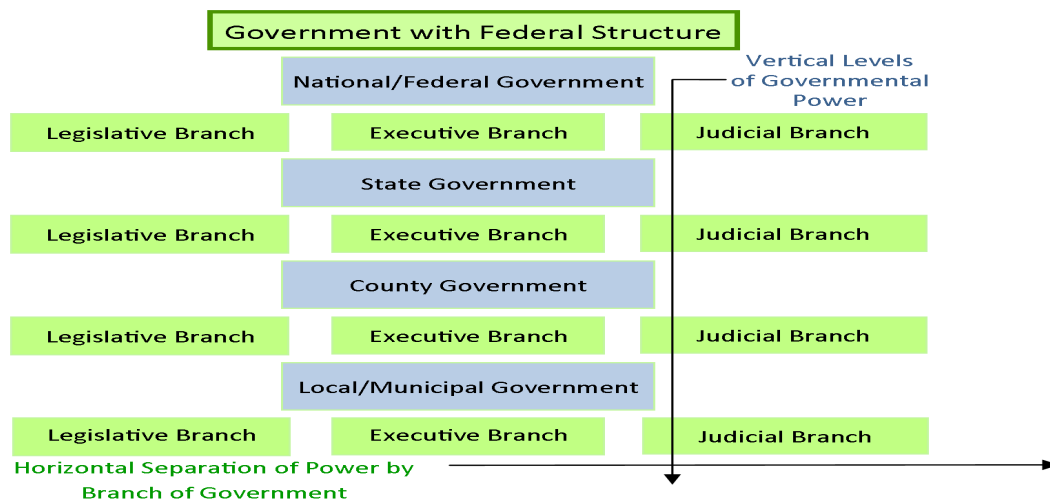 Government with Federal Structure
National/Federal Government
Vertical Levels
of Governmental
Power
Legislative Branch
Executive Branch
Judicial Branch
State Government
Legislative Branch
Executive Branch
Judicial Branch
County Government
Legislative Branch
Executive Branch
Judicial Branch
Local/Municipal Government
Legislative Branch
Executive Branch
Judicial Branch
Horizontal Separation of Power by
Branch of Government